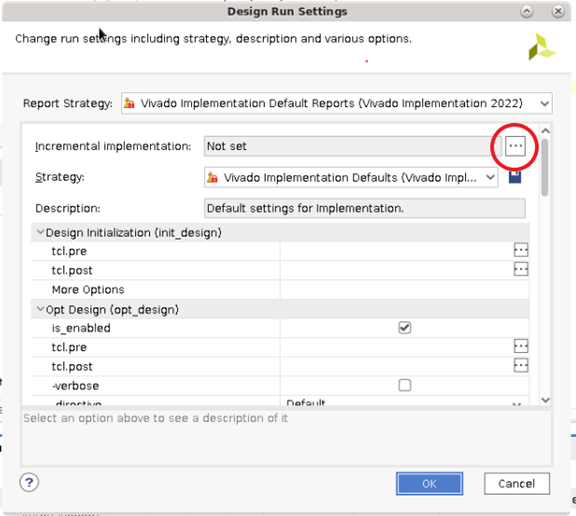 Design Run Settings
Change run settings including strategy, description and various options.
Report Strategy: Vivado Implementation Default Reports (Vivado Implementation 2022)
Incremental implementation: Not set ...
Strategy: Vivado Implementation Defaults (Vivado Impl...
Description: Default settings for Implementation.
Design Initialization (init_design)
tcl.pre ...
tcl.post ...
More Options
Opt Design (opt_design)
is_enabled
tcl.pre ...
tcl.post ...
-verbose
-directive Default
Select an option above to see a description of it
? OK Cancel